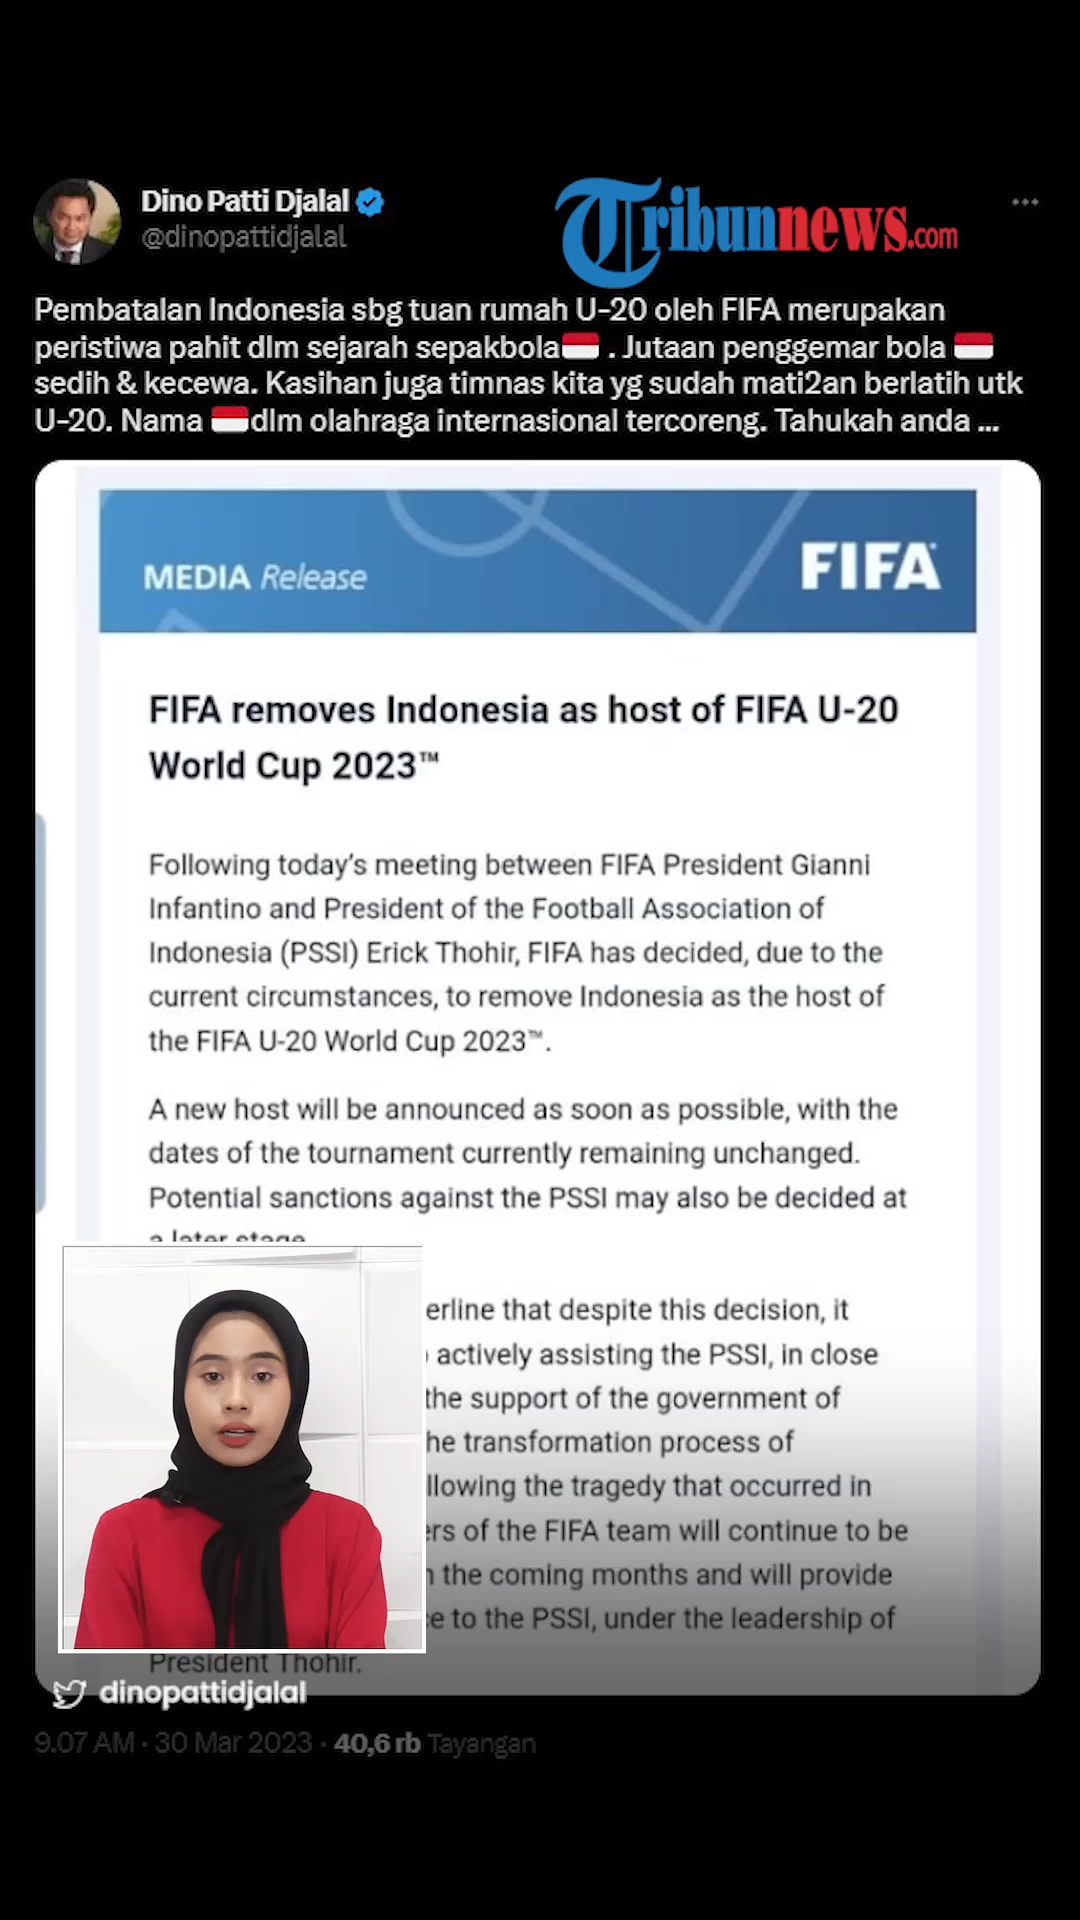 Dino Patti Djalal
@dinopattidjalal
Tribunnews.com
Pembatalan Indonesia sbg tuan rumah U-20 oleh FIFA merupakan
peristiwa pahit dlm sejarah sepakbola🇮🇩 . Jutaan penggemar bola 🇮🇩
sedih & kecewa. Kasihan juga timnas kita yg sudah mati2an berlatih utk
U-20. Nama 🇮🇩dlm olahraga internasional tercoreng. Tahukah anda ...
MEDIA Release
FIFA
FIFA removes Indonesia as host of FIFA U-20
World Cup 2023™
Following today's meeting between FIFA President Gianni
Infantino and President of the Football Association of
Indonesia (PSSI) Erick Thohir, FIFA has decided, due to the
current circumstances, to remove Indonesia as the host of
the FIFA U-20 World Cup 2023™.
A new host will be announced as soon as possible, with the
dates of the tournament currently remaining unchanged.
Potential sanctions against the PSSI may also be decided at
a later stage
erline that despite this decision, it
actively assisting the PSSI, in close
the support of the government of
he transformation process of
llowing the tragedy that occurred in
ers of the FIFA team will continue to be
the coming months and will provide
e to the PSSI, under the leadership of
President Thohir.
dinopattidjalal
9.07 AM · 30 Mar 2023 · 40,6 rb Tayangan